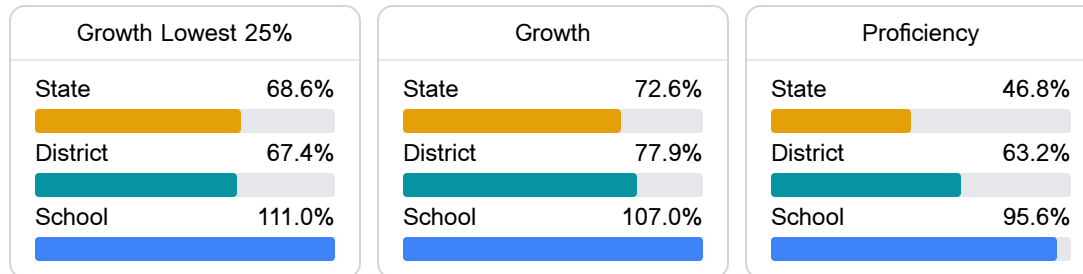 Growth Lowest 25%
State 68.6%
District 67.4%
School 111.0%
Growth
State 72.6%
District 77.9%
School 107.0%
Proficiency
State 46.8%
District 63.2%
School 95.6%